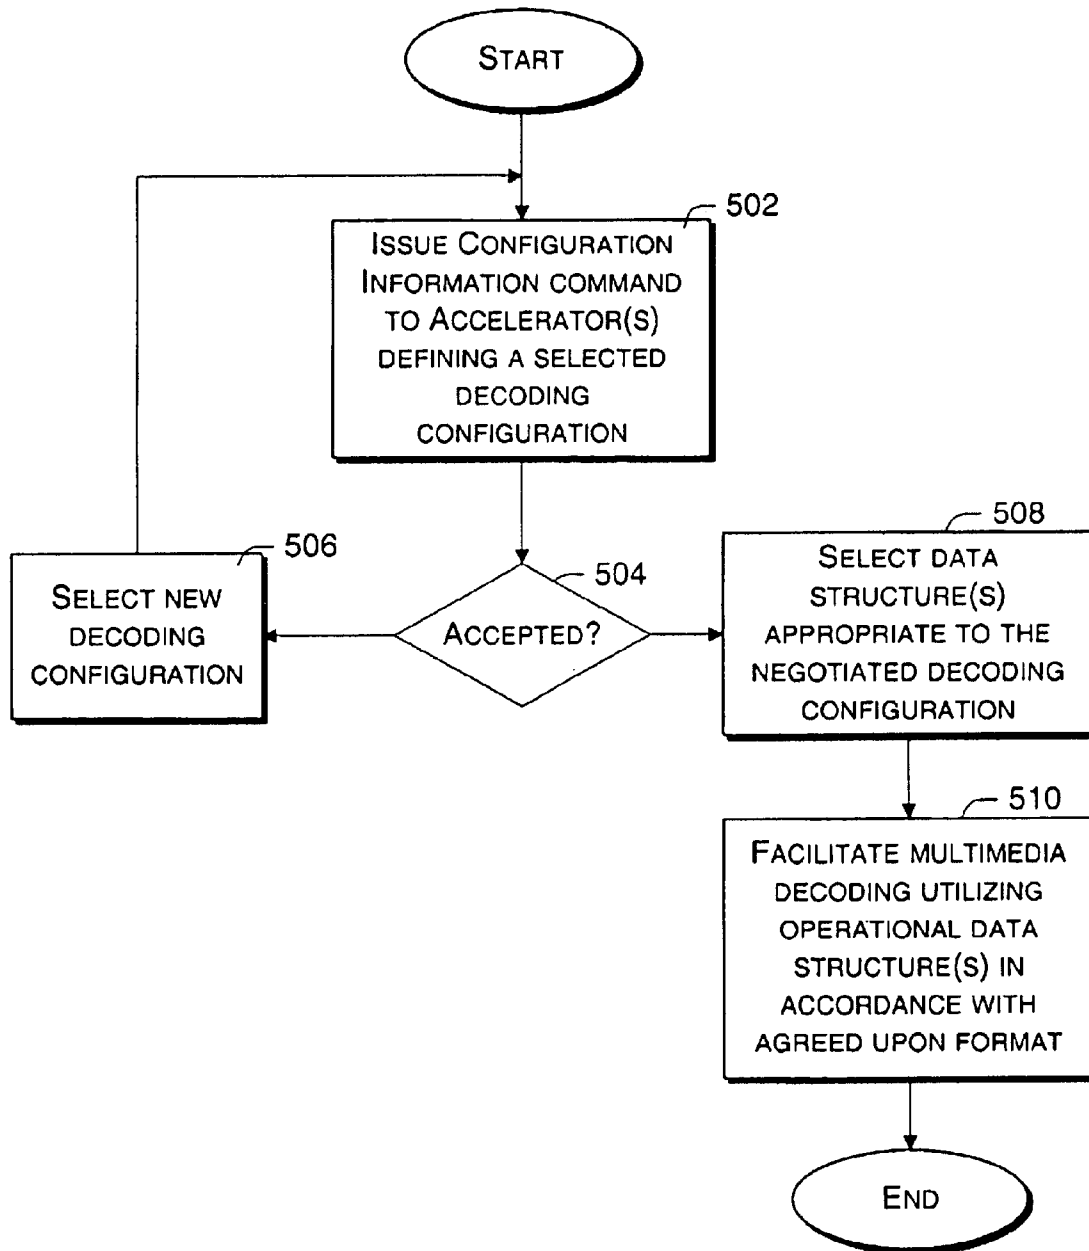 START
502
ISSUE CONFIGURATION
INFORMATION COMMAND
TO ACCELERATOR(S)
DEFINING A SELECTED
DECODING
CONFIGURATION
504
ACCEPTED?
506
SELECT NEW
DECODING
CONFIGURATION
508
SELECT DATA
STRUCTURE(S)
APPROPRIATE TO THE
NEGOTIATED DECODING
CONFIGURATION
510
FACILITATE MULTIMEDIA
DECODING UTILIZING
OPERATIONAL DATA
STRUCTURE(S) IN
ACCORDANCE WITH
AGREED UPON FORMAT
END